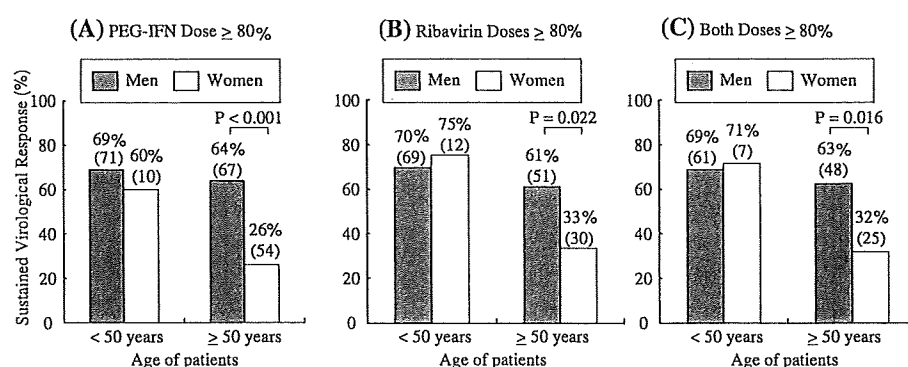 (A) PEG-IFN Dose ≥ 80%
Men Women
Sustained Virological Response (%)
100
80
60
40
20
0
69%
(71)
60%
(10)
64%
(67)
26%
(54)
P < 0.001
< 50 years ≥ 50 years
Age of patients
(B) Ribavirin Doses ≥ 80%
Men Women
100
80
60
40
20
0
70%
(69)
75%
(12)
61%
(51)
33%
(30)
P = 0.022
< 50 years ≥ 50 years
Age of patients
(C) Both Doses ≥ 80%
Men Women
100
80
60
40
20
0
69%
(61)
71%
(7)
63%
(48)
32%
(25)
P = 0.016
< 50 years ≥ 50 years
Age of patients